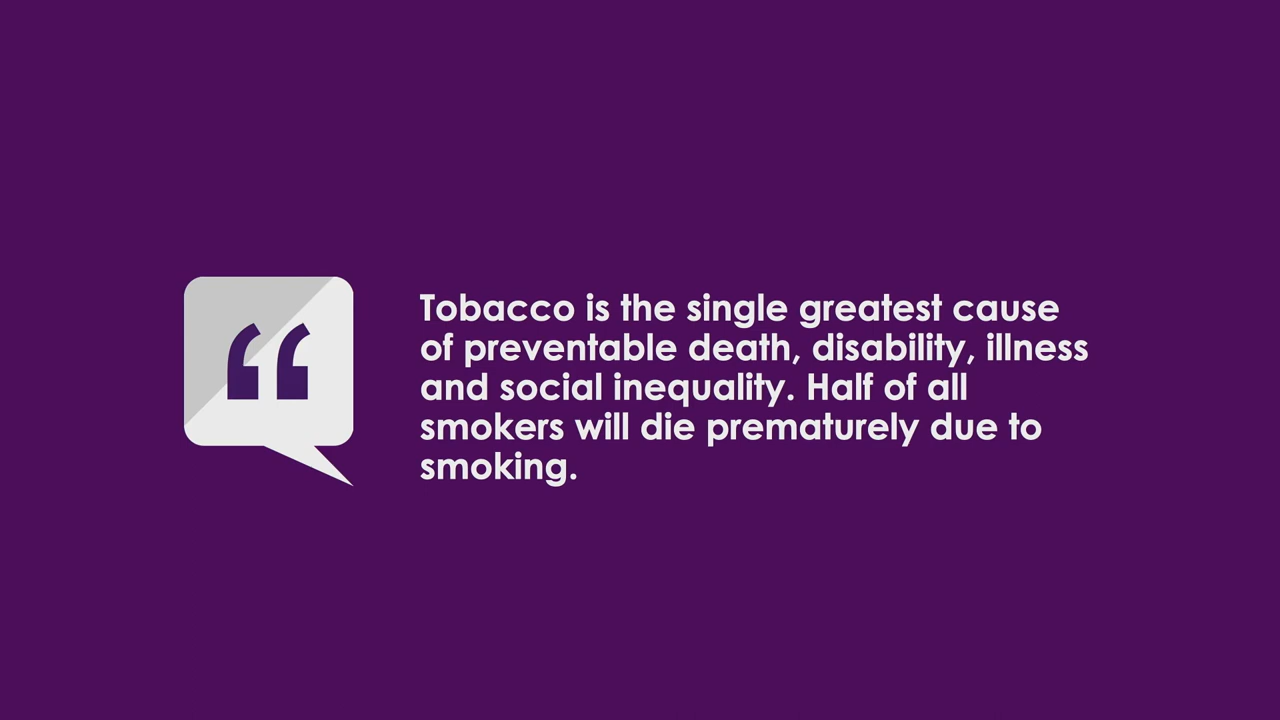 Tobacco is the single greatest cause
of preventable death, disability, illness
and social inequality. Half of all
smokers will die prematurely due to
smoking.